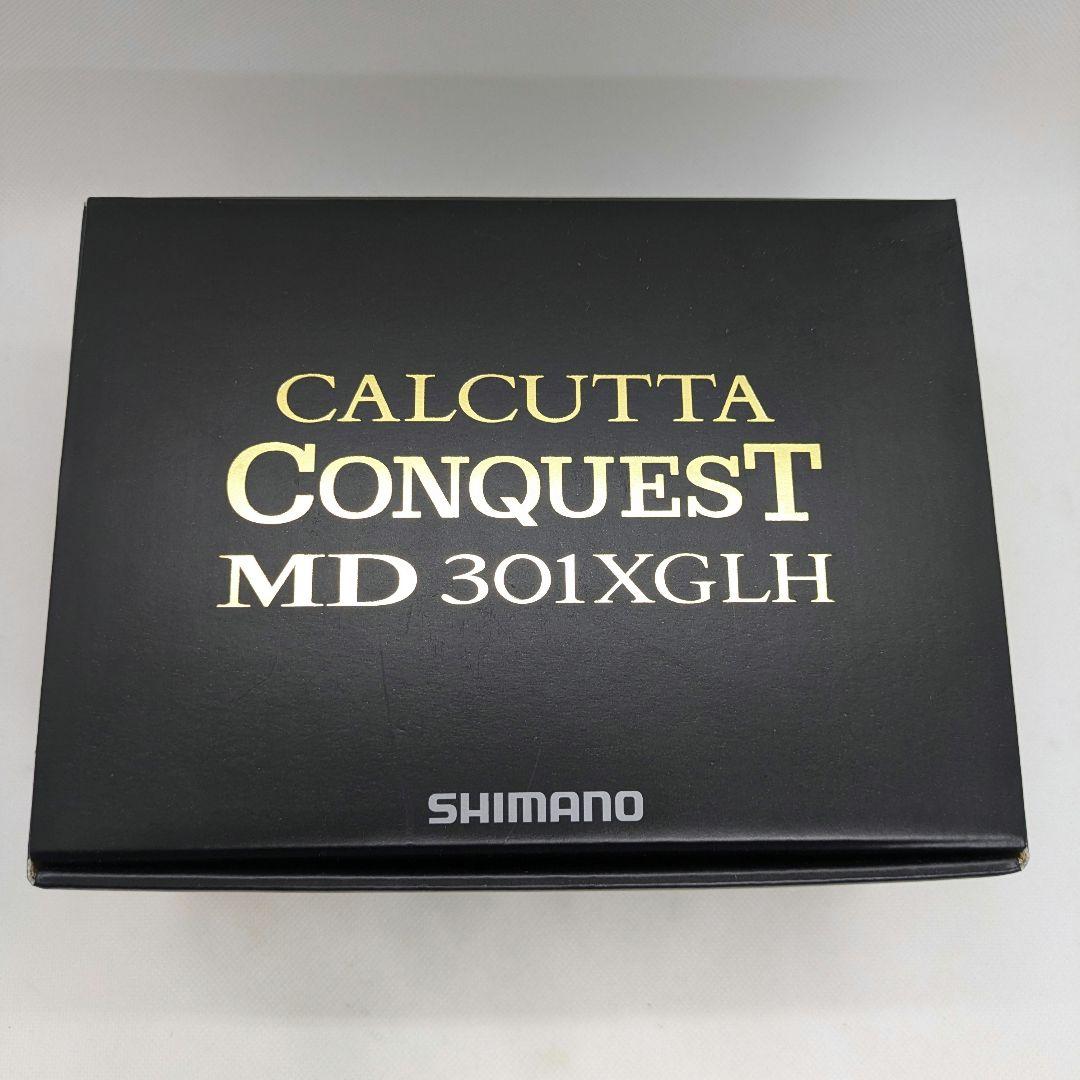 CALCUTTA
CONQUEST
MD 301XGLH
SHIMANO